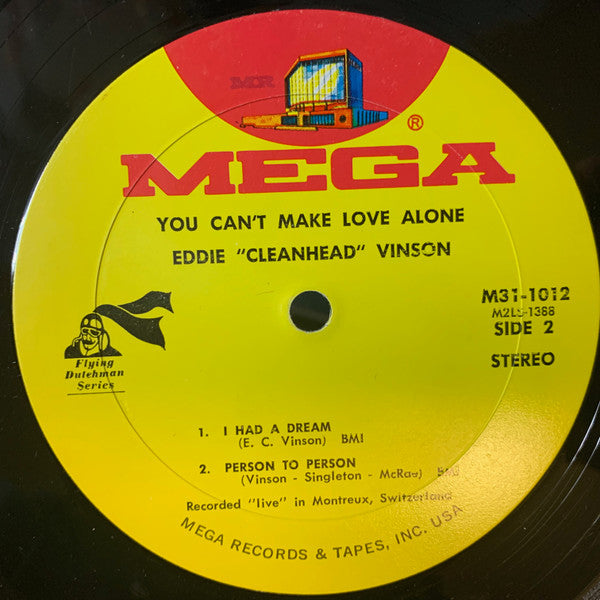 MR
®
MEGA
YOU CAN'T MAKE LOVE ALONE
EDDIE "CLEANHEAD" VINSON
M31-1012
M2LS-1388
SIDE 2
STEREO
Flying
Dutchman
Series
1. I HAD A DREAM
(E. C. Vinson) BMI
2. PERSON TO PERSON
(Vinson - Singleton - McRae) BMI
Recorded "live" in Montreux, Switzerland
MEGA RECORDS & TAPES, INC. USA